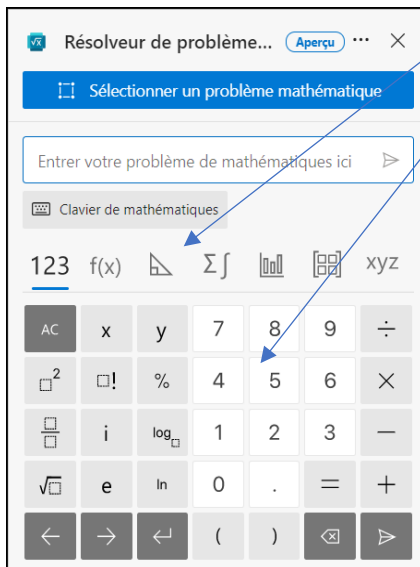 √x Résolveur de problème... Aperçu ... ×
Sélectionner un problème mathématique
Entrer votre problème de mathématiques ici
Clavier de mathématiques
123 f(x) Σ∫ xyz
AC x y 7 8 9 ÷
□² □! % 4 5 6 ×
□/□ i log□ 1 2 3 −
√□ e ln 0 . = +
← → ↵ ( ) ⌫